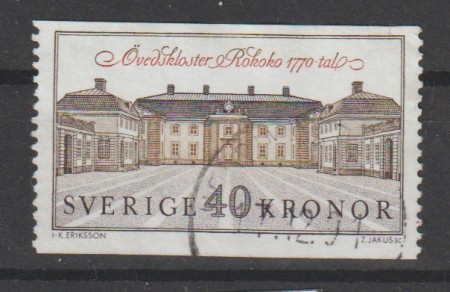 Övedskloster Rokoko 1770-tal
SVERIGE 40 KRONOR
I-K. ERIKSSON Z. JAKUS SC